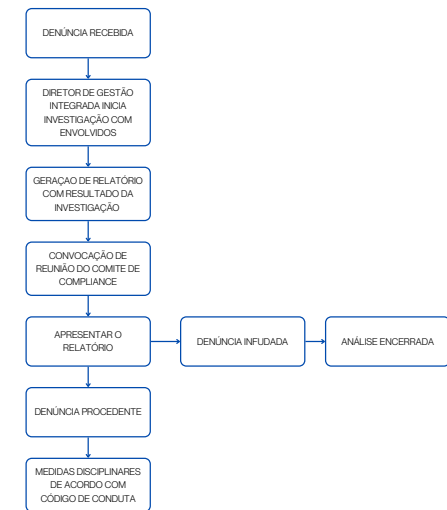 DENÚNCIA RECEBIDA
DIRETOR DE GESTÃO
INTEGRADA INICIA
INVESTIGAÇÃO COM
ENVOLVIDOS
GERAÇAO DE RELATÓRIO
COM RESULTADO DA
INVESTIGAÇÃO
CONVOCAÇÃO DE
REUNIÃO DO COMITE DE
COMPLIANCE
APRESENTAR O
RELATÓRIO
DENÚNCIA INFUDADA
ANÁLISE ENCERRADA
DENÚNCIA PROCEDENTE
MEDIDAS DISCIPLINARES
DE ACORDO COM
CÓDIGO DE CONDUTA